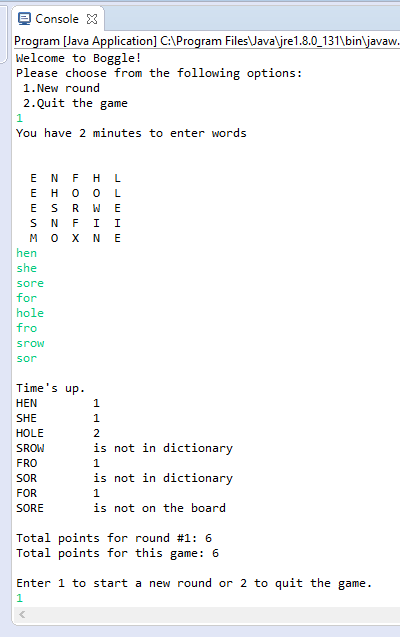 Console
Program [Java Application] C:\Program Files\Java\jre1.8.0_131\bin\javaw.
Welcome to Boggle!
Please choose from the following options:
1.New round
2.Quit the game
1
You have 2 minutes to enter words
E N F H L
E H O O L
E S R W E
S N F I I
M O X N E
hen
she
sore
for
hole
fro
srow
sor
Time's up.
HEN 1
SHE 1
HOLE 2
SROW is not in dictionary
FRO 1
SOR is not in dictionary
FOR 1
SORE is not on the board
Total points for round #1: 6
Total points for this game: 6
Enter 1 to start a new round or 2 to quit the game.
1